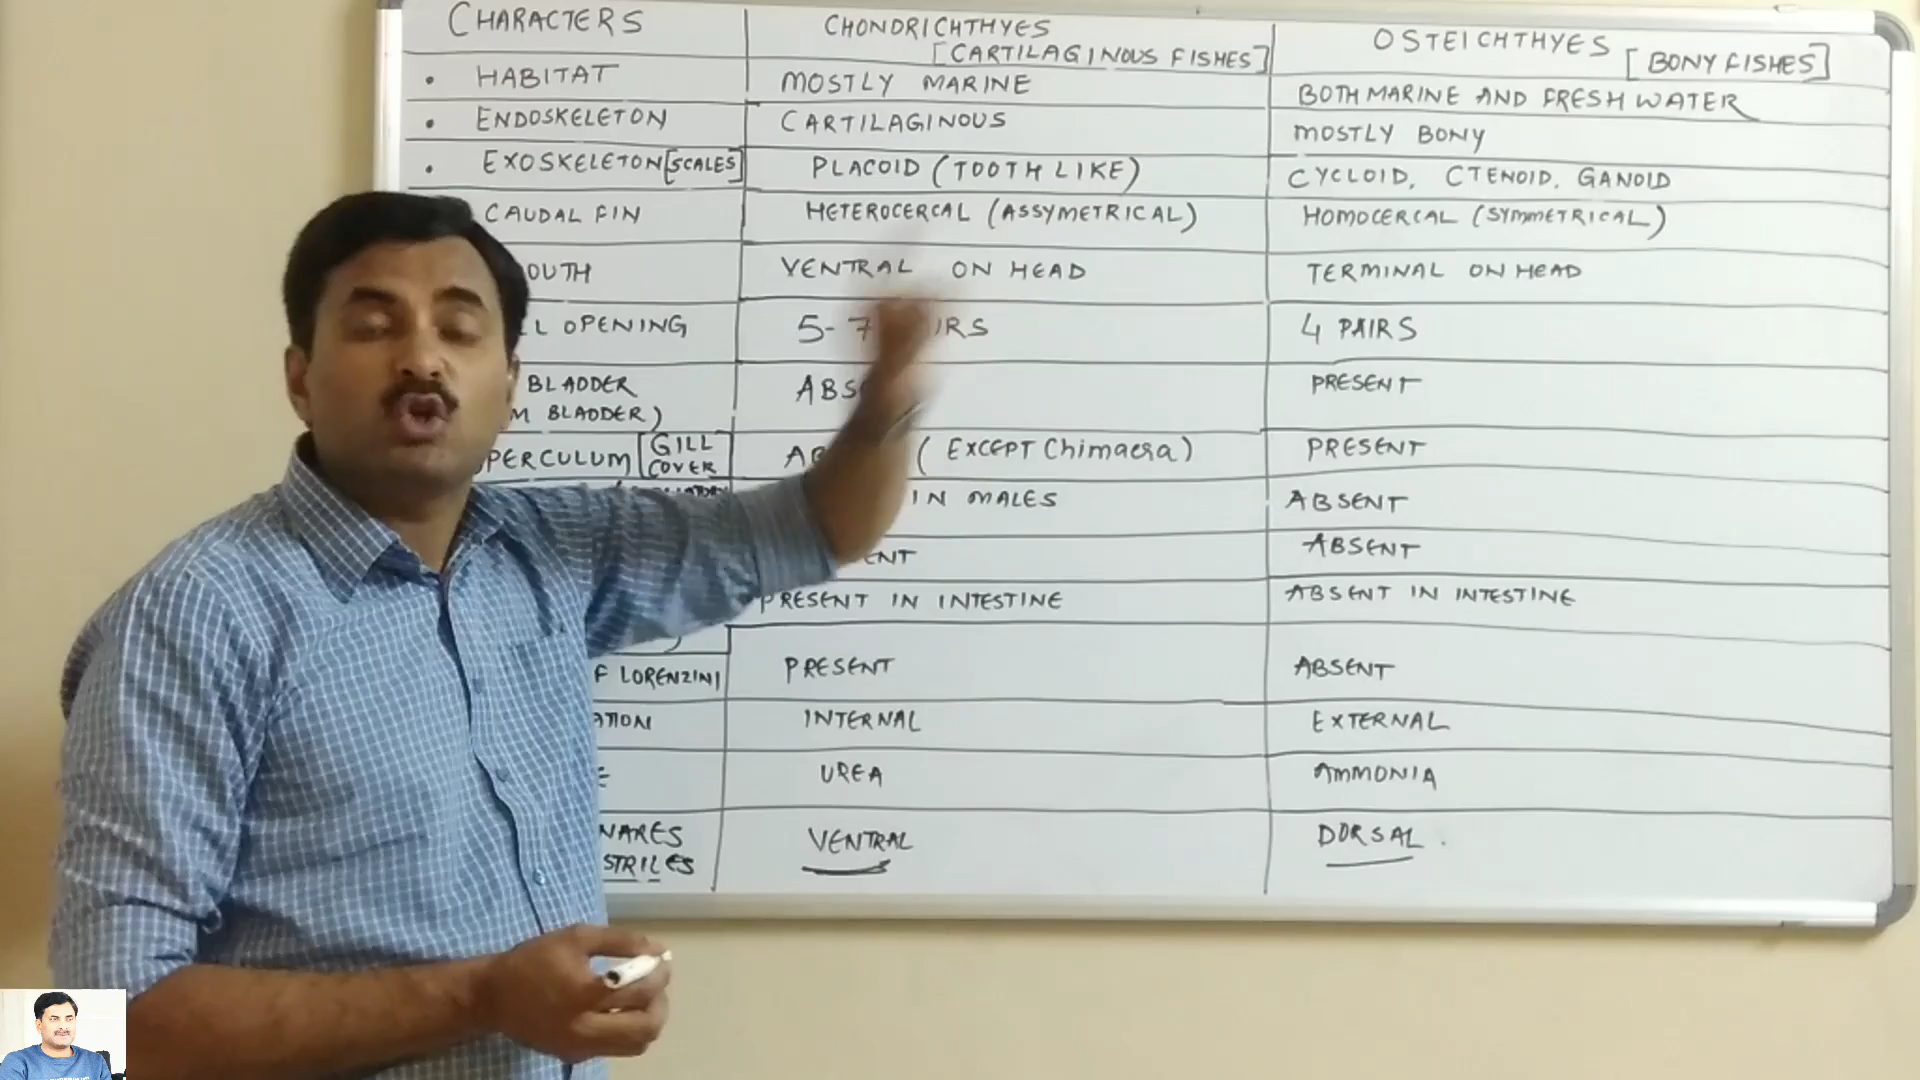 CHARACTERS CHONDRICHTHYES OSTEICHTHYES
[CARTILAGINOUS FISHES] [BONY FISHES]
• HABITAT MOSTLY MARINE BOTH MARINE AND FRESH WATER
• ENDOSKELETON CARTILAGINOUS MOSTLY BONY
• EXOSKELETON [SCALES] PLACOID (TOOTH LIKE) CYCLOID, CTENOID, GANOID
CAUDAL FIN HETEROCERCAL (ASSYMETRICAL) HOMOCERCAL (SYMMETRICAL)
OUTH VENTRAL ON HEAD TERMINAL ON HEAD
L OPENING 5-7 IRS 4 PAIRS
BLADDER ABS PRESENT
M BLADDER)
OPERCULUM [GILL COVER (EXCEPT Chimaera) PRESENT
IN MALES ABSENT
ENT ABSENT
PRESENT IN INTESTINE ABSENT IN INTESTINE
F LORENZINI PRESENT ABSENT
ATION INTERNAL EXTERNAL
E UREA AMMONIA
NARES VENTRAL DORSAL.
STRILES